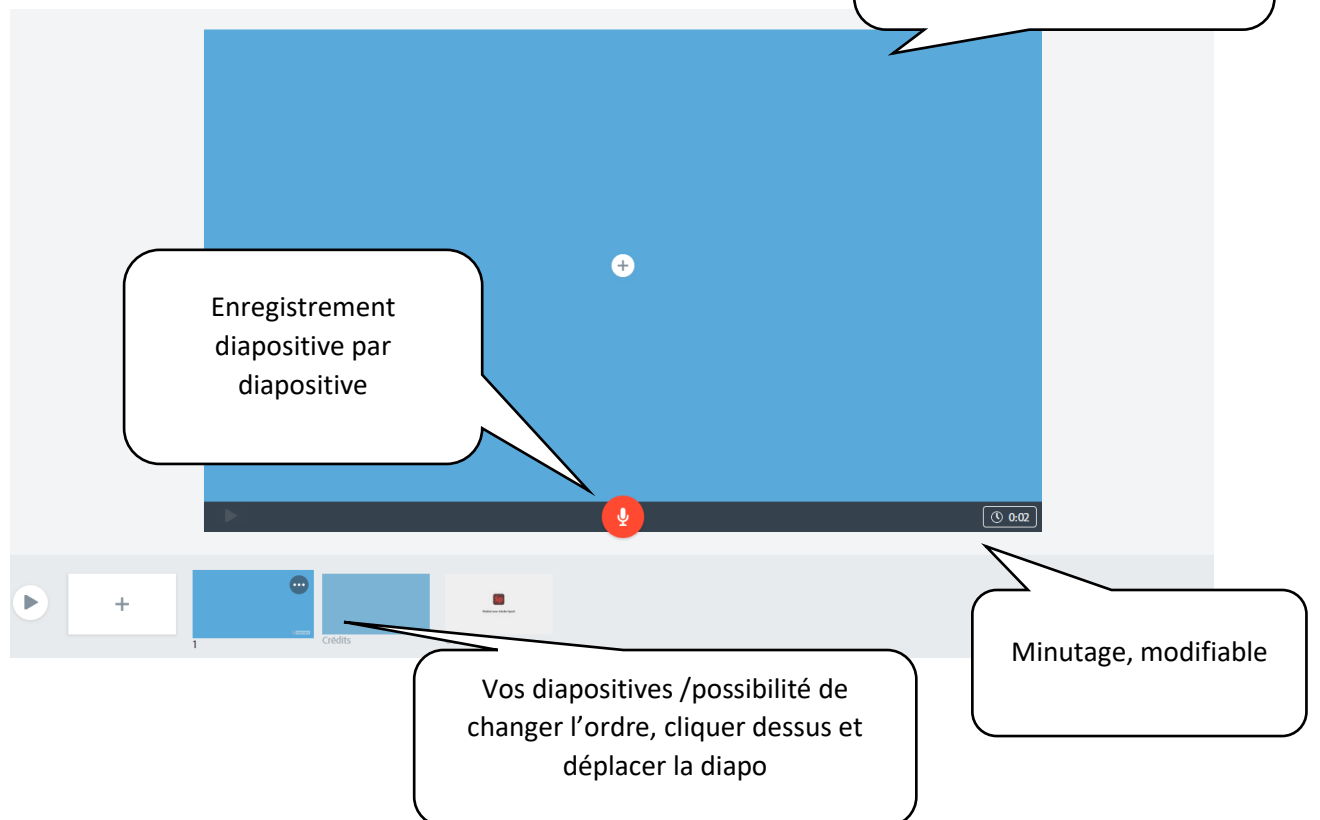 Enregistrement
diapositive par
diapositive
0:02
+
1
Crédits
Minutage, modifiable
Vos diapositives /possibilité de
changer l’ordre, cliquer dessus et
déplacer la diapo